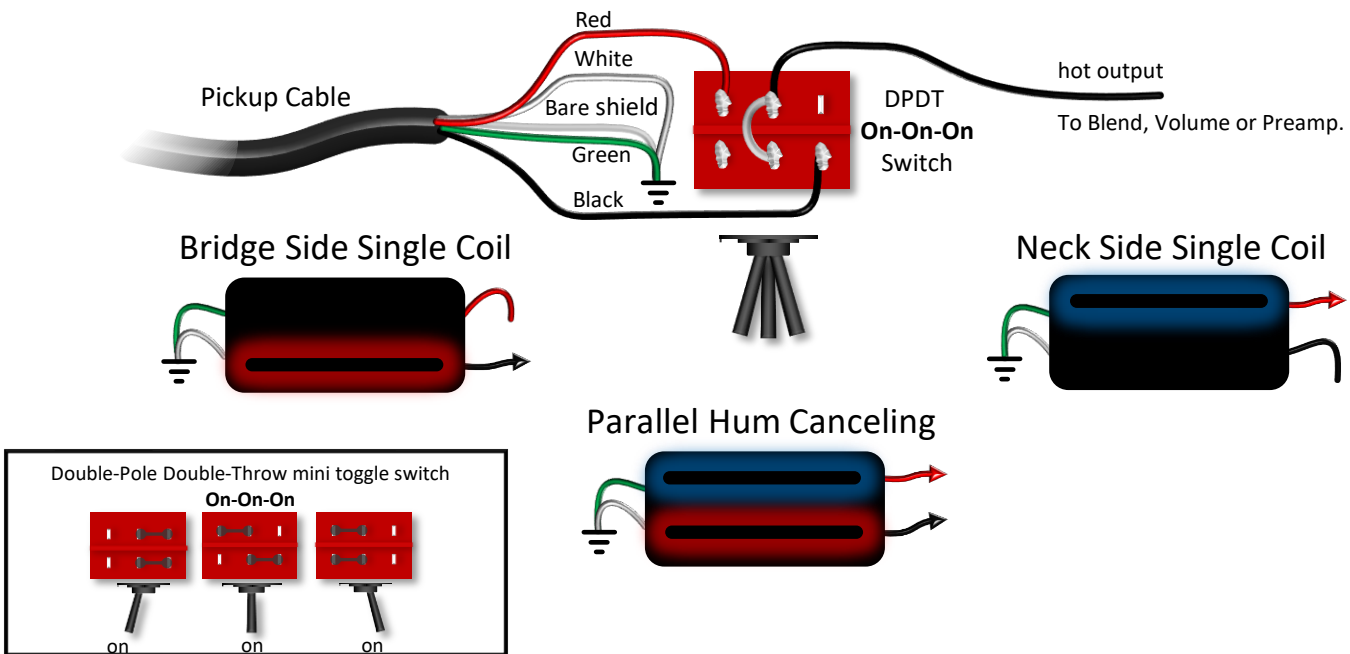 Red
White
Pickup Cable
Bare shield
Green
Black
DPDT
On-On-On
Switch
hot output
To Blend, Volume or Preamp.
Bridge Side Single Coil
Neck Side Single Coil
Parallel Hum Canceling
Double-Pole Double-Throw mini toggle switch
On-On-On
on on on